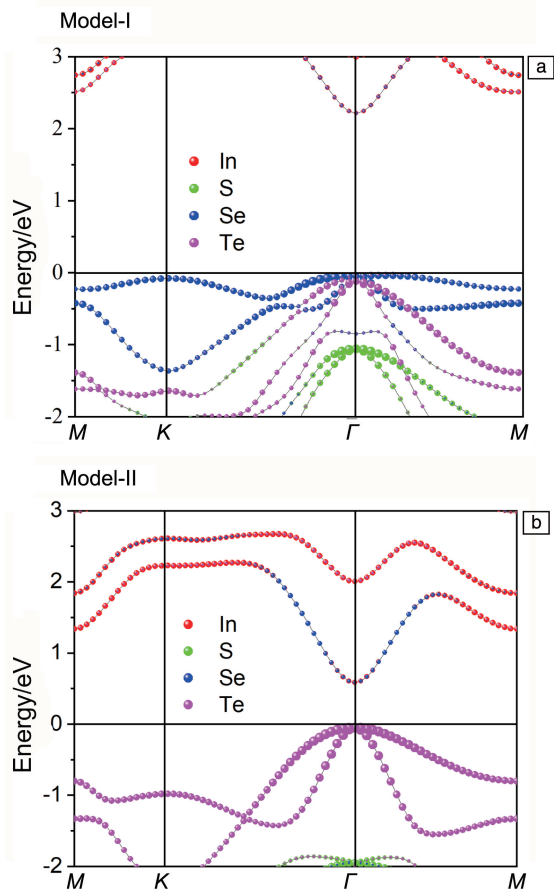 Model-I
a
3
2
1
0
-1
-2
Energy/eV
In
S
Se
Te
M K Γ M
Model-II
b
3
2
1
0
-1
-2
Energy/eV
In
S
Se
Te
M K Γ M